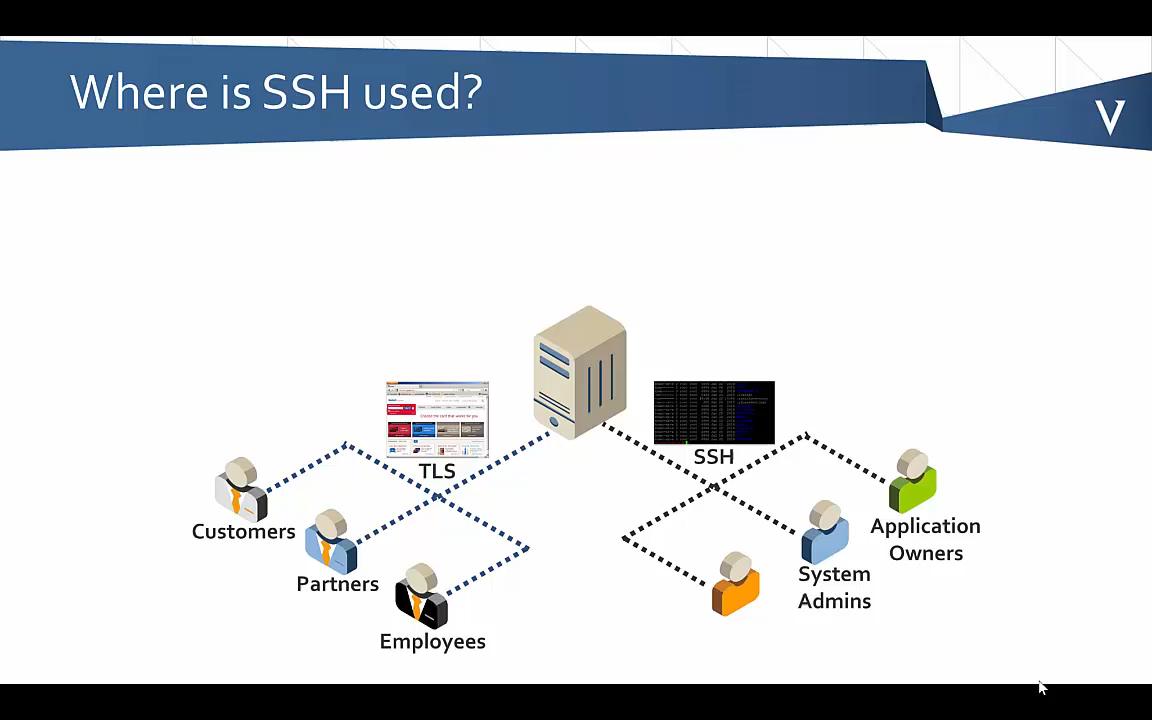 Where is SSH used?
V
TLS
SSH
Customers
Partners
Employees
Application
Owners
System
Admins